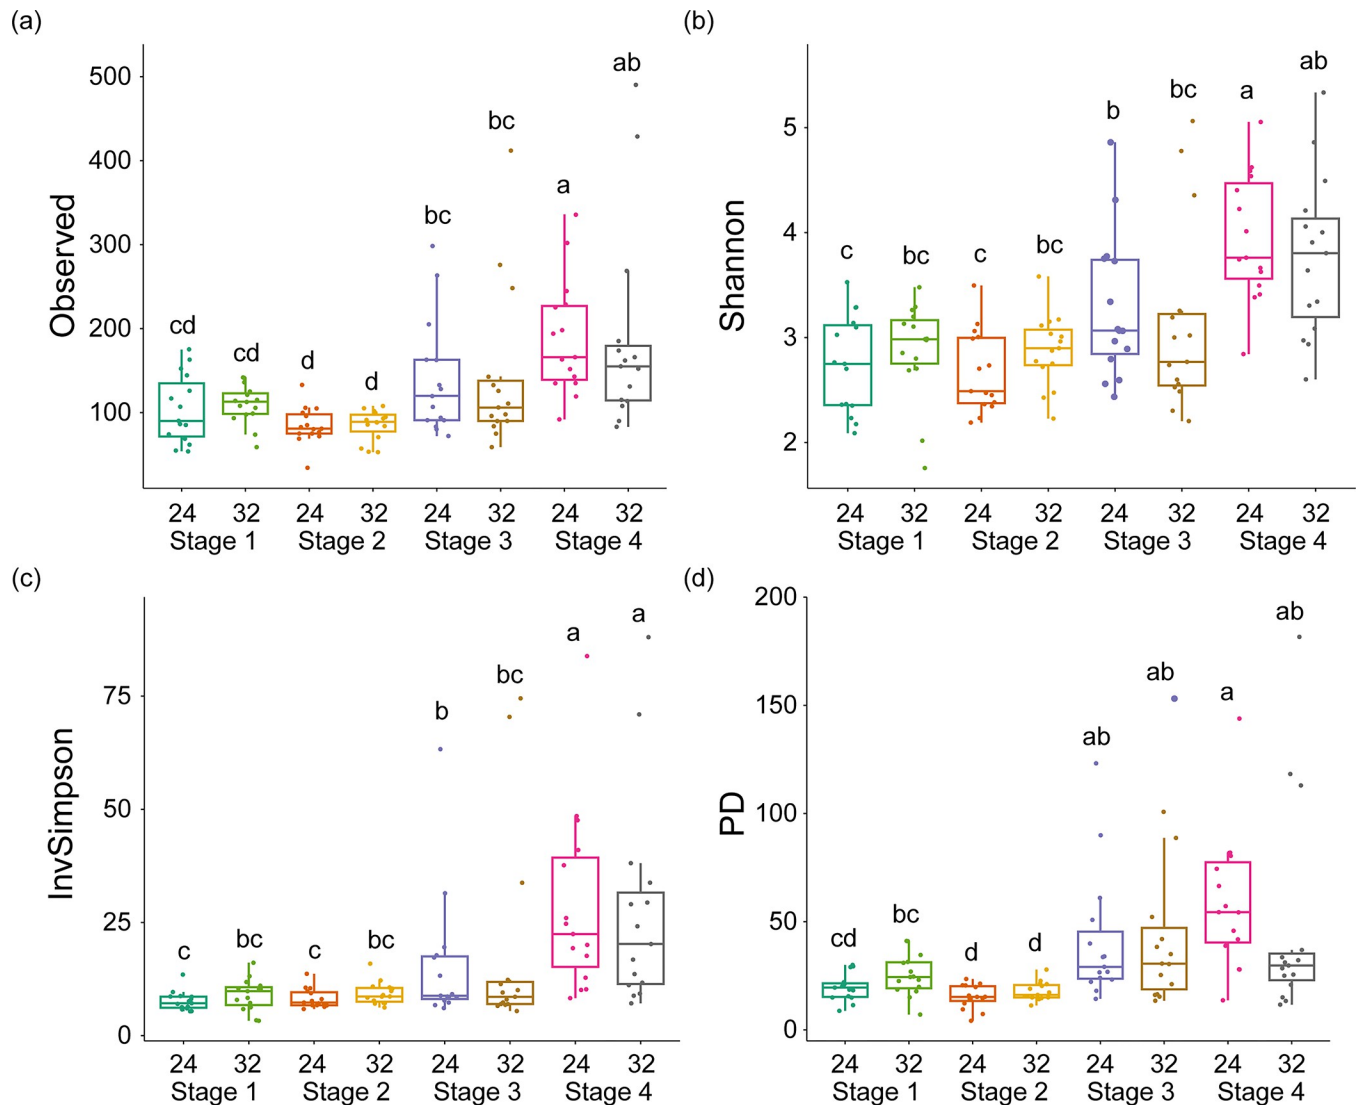 (a)
Observed
500
400
300
200
100
cd
cd
d
d
bc
bc
a
ab
24 32 24 32 24 32 24 32
Stage 1 Stage 2 Stage 3 Stage 4
(b)
Shannon
5
4
3
2
c
bc
c
bc
b
bc
a
ab
24 32 24 32 24 32 24 32
Stage 1 Stage 2 Stage 3 Stage 4
(c)
InvSimpson
75
50
25
0
c
bc
c
bc
b
bc
a
a
24 32 24 32 24 32 24 32
Stage 1 Stage 2 Stage 3 Stage 4
(d)
PD
200
150
100
50
0
cd
bc
d
d
ab
ab
a
ab
24 32 24 32 24 32 24 32
Stage 1 Stage 2 Stage 3 Stage 4